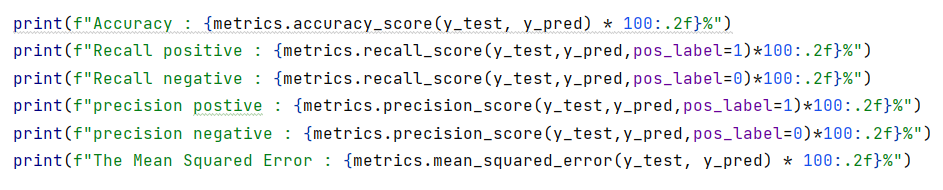 print(f"Accuracy : {metrics.accuracy_score(y_test, y_pred) * 100:.2f}%")
print(f"Recall positive : {metrics.recall_score(y_test,y_pred,pos_label=1)*100:.2f}%")
print(f"Recall negative : {metrics.recall_score(y_test,y_pred,pos_label=0)*100:.2f}%")
print(f"precision postive : {metrics.precision_score(y_test,y_pred,pos_label=1)*100:.2f}%")
print(f"precision negative : {metrics.precision_score(y_test,y_pred,pos_label=0)*100:.2f}%")
print(f"The Mean Squared Error : {metrics.mean_squared_error(y_test, y_pred) * 100:.2f}%")